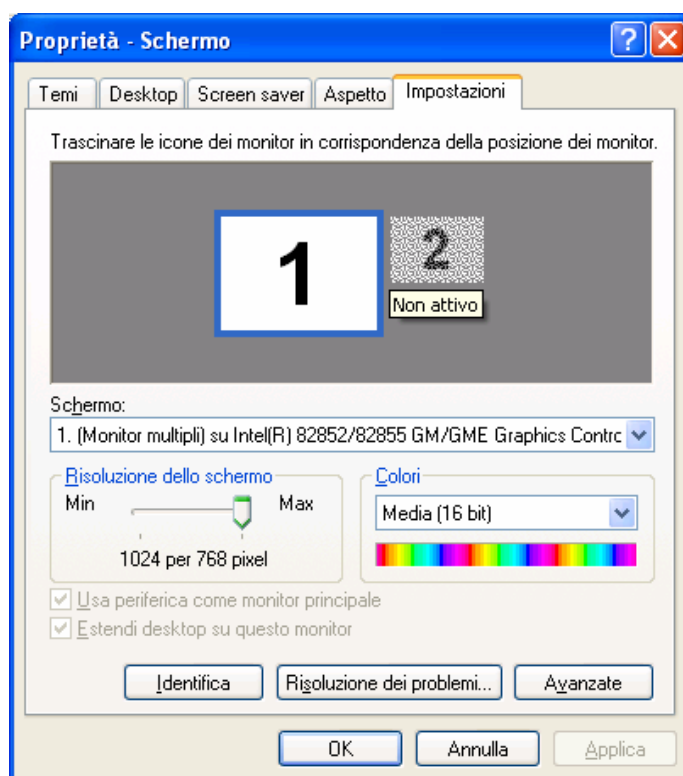 Proprietà - Schermo
Temi Desktop Screen saver Aspetto Impostazioni
Trascinare le icone dei monitor in corrispondenza della posizione dei monitor.
1 2
Non attivo
Schermo:
1. (Monitor multipli) su Intel(R) 82852/82855 GM/GME Graphics Contrc
Risoluzione dello schermo
Min Max
1024 per 768 pixel
Colori
Media (16 bit)
Usa periferica come monitor principale
Estendi desktop su questo monitor
Identifica Risoluzione dei problemi... Avanzate
OK Annulla Applica